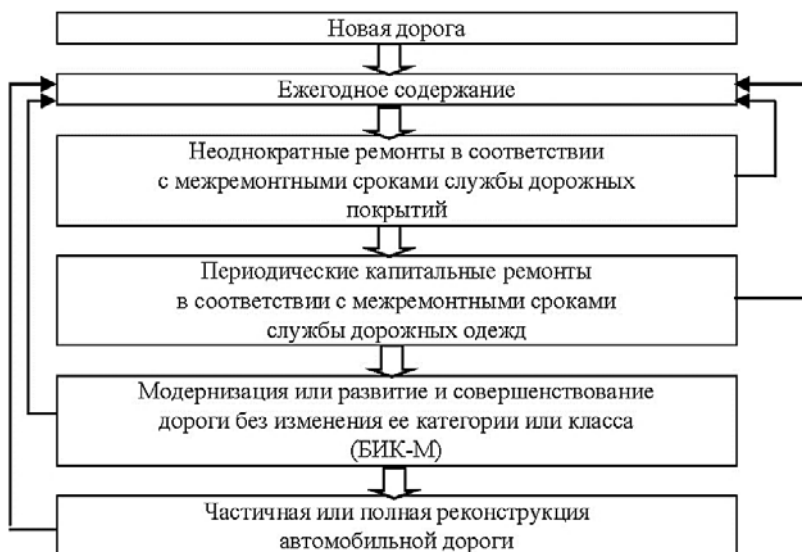 Новая дорога
Ежегодное содержание
Неоднократные ремонты в соответствии
с межремонтными сроками службы дорожных
покрытий
Периодические капитальные ремонты
в соответствии с межремонтными сроками
службы дорожных одежд
Модернизация или развитие и совершенствование
дороги без изменения ее категории или класса
(БИК-М)
Частичная или полная реконструкция
автомобильной дороги